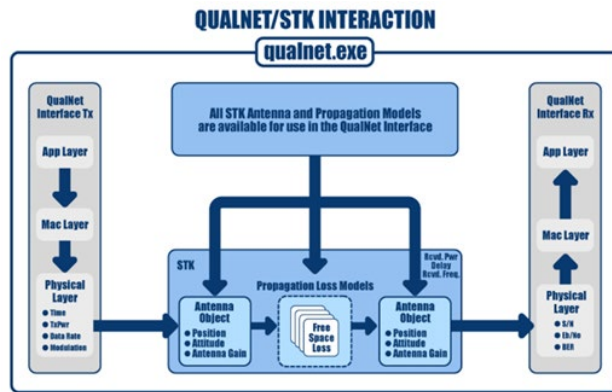 QUALNET/STK INTERACTION
qualnet.exe
QualNet
Interface Tx
App Layer
Mac Layer
Physical
Layer
Time
TxPwr
Data Rate
Modulation
All STK Antenna and Propagation Models
are available for use in the QualNet Interface
STK
Propagation Loss Models
Rcvd. Pwr
Delay
Rcvd. Freq.
Antenna
Object
Position
Attitude
Antenna Gain
Free
Space
Loss
Antenna
Object
Position
Attitude
Antenna Gain
QualNet
Interface Rx
App Layer
Mac Layer
Physical
Layer
S/N
Eb/No
BER